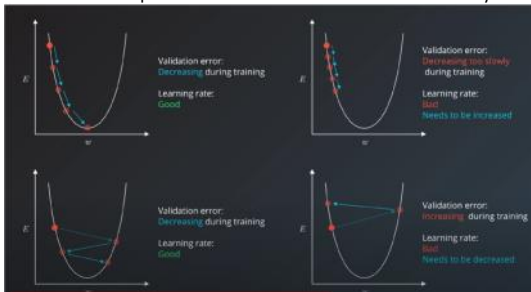 Validation error:
Decreasing during training
Learning rate:
Good
E
w
Validation error:
Decreasing too slowly
during training
Learning rate:
Bad
Needs to be increased
E
w
Validation error:
Decreasing during training
Learning rate:
Good
E
Validation error:
Increasing during training
Learning rate:
Bad
Needs to be decreased
E